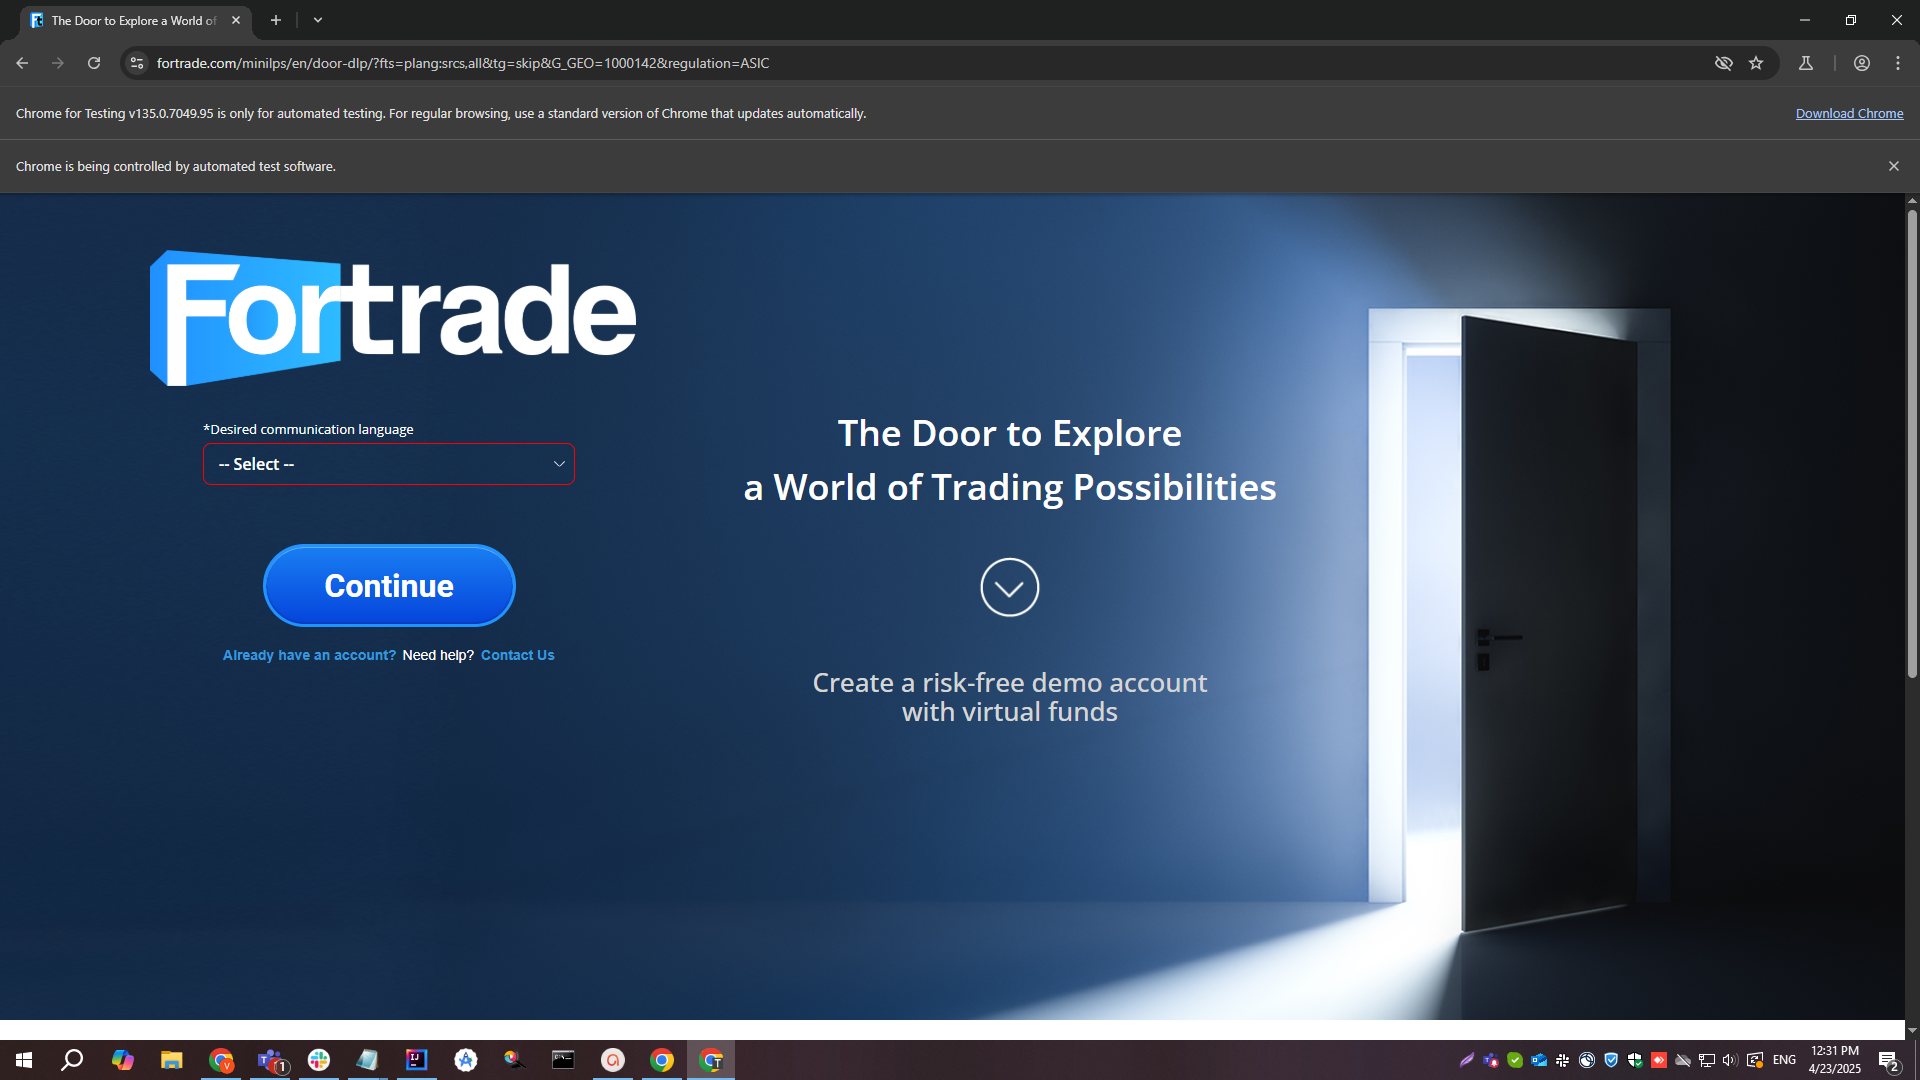 The Door to Explore a World of
fortrade.com/minilps/en/door-dlp/?fts=plang:srcs,all&tg=skip&G_GEO=1000142&regulation=ASIC
Chrome for Testing v135.0.7049.95 is only for automated testing. For regular browsing, use a standard version of Chrome that updates automatically.
Download Chrome
Chrome is being controlled by automated test software.
Fortrade
*Desired communication language
-- Select --
Continue
Already have an account? Need help? Contact Us
The Door to Explore
a World of Trading Possibilities
Create a risk-free demo account
with virtual funds
ENG
12:31 PM
4/23/2025
2
1